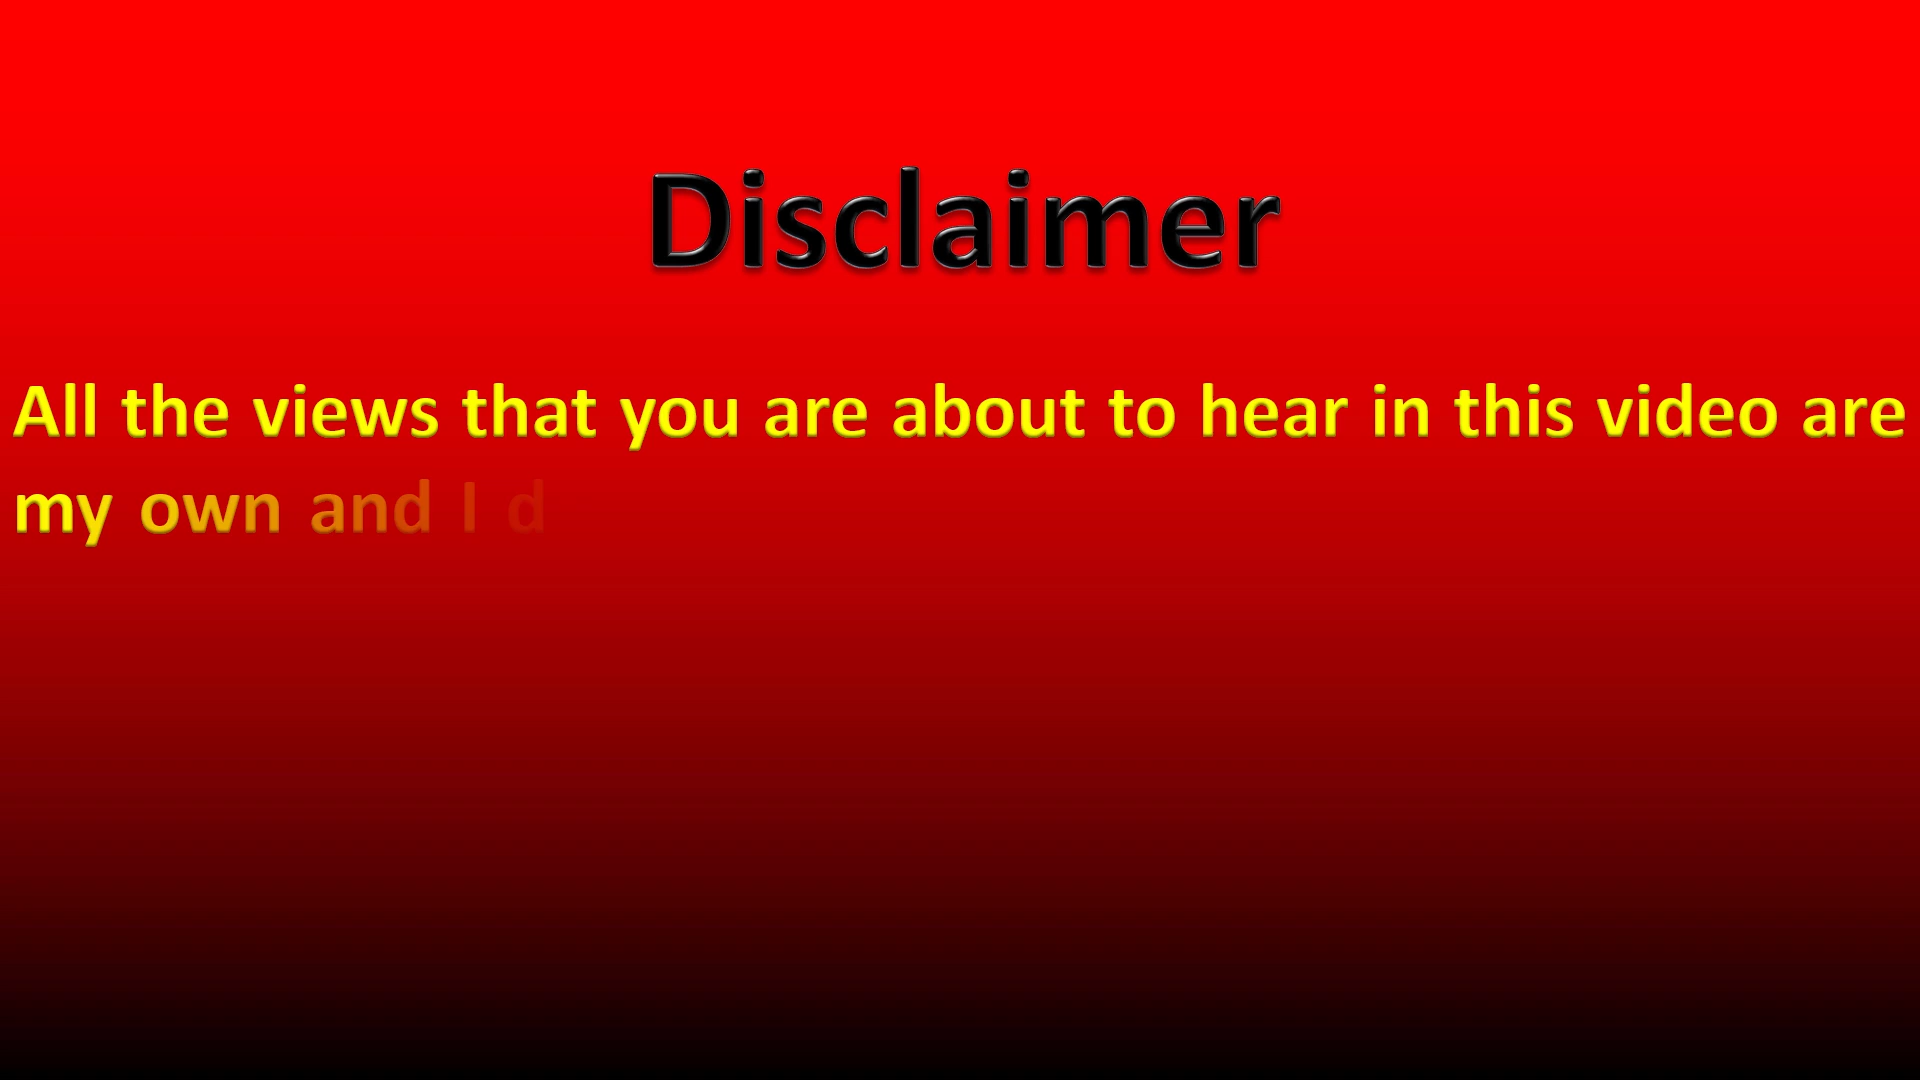 Disclaimer
All the views that you are about to hear in this video are
my own and I d